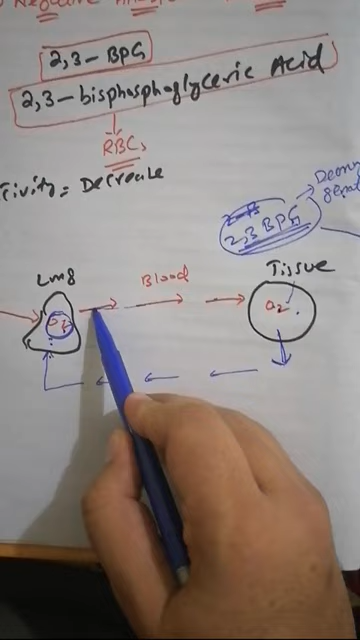 2,3-BPG
2,3-bisphosphoglyceric Acid
RBCs
Decrease
2,3 BPG
Lung
Blood
Tissue
O2
O2